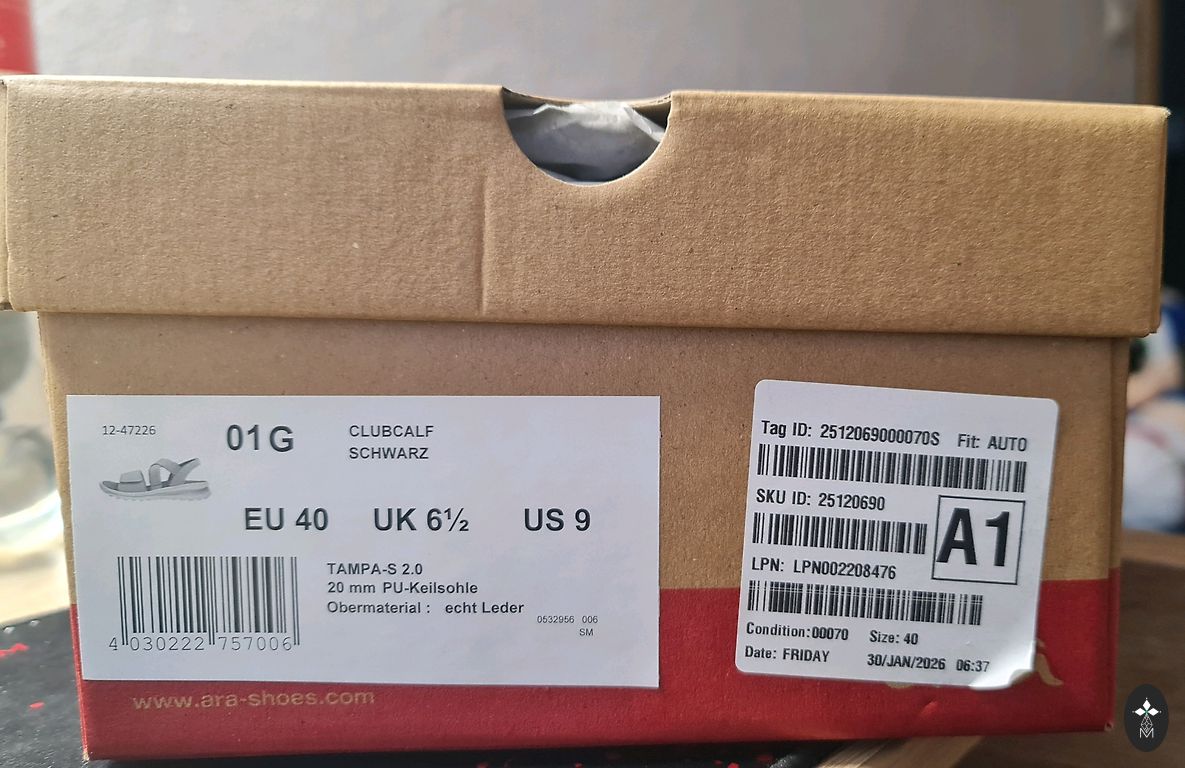 12-47226
01 G
CLUBCALF
SCHWARZ
EU 40 UK 6½ US 9
TAMPA-S 2.0
20 mm PU-Keilsohle
Obermaterial : echt Leder
0532956 006
SM
4 030222 757006
www.ara-shoes.com
Tag ID: 2512069000070S Fit: AUTO
SKU ID: 25120690
A1
LPN: LPN002208476
Condition:00070 Size: 40
Date: FRIDAY 30/JAN/2026 06:37